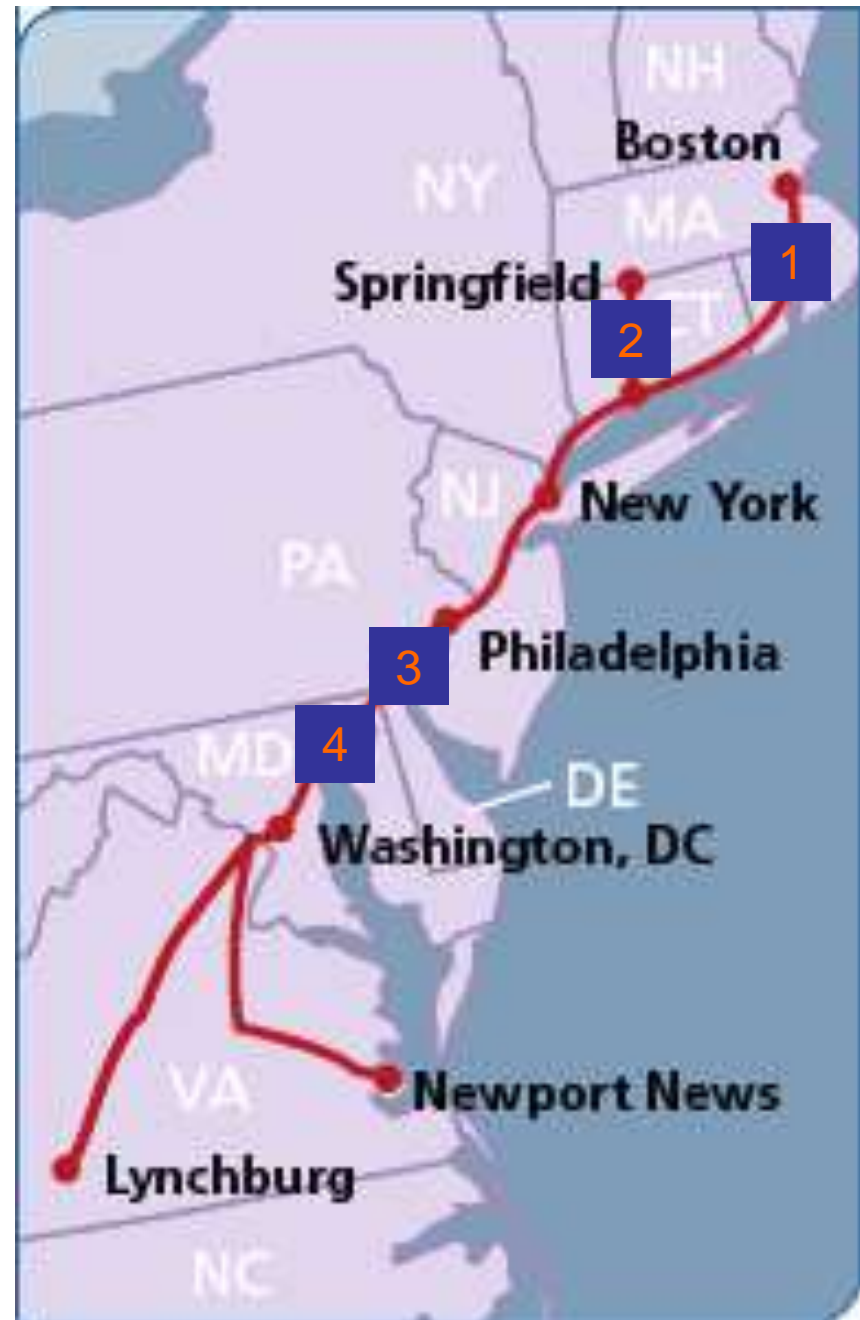 NH
Boston
NY
MA
1
Springfield
CT
2
NJ
New York
PA
Philadelphia
3
4
MD
DE
Washington, DC
VA
Newport News
Lynchburg
NC